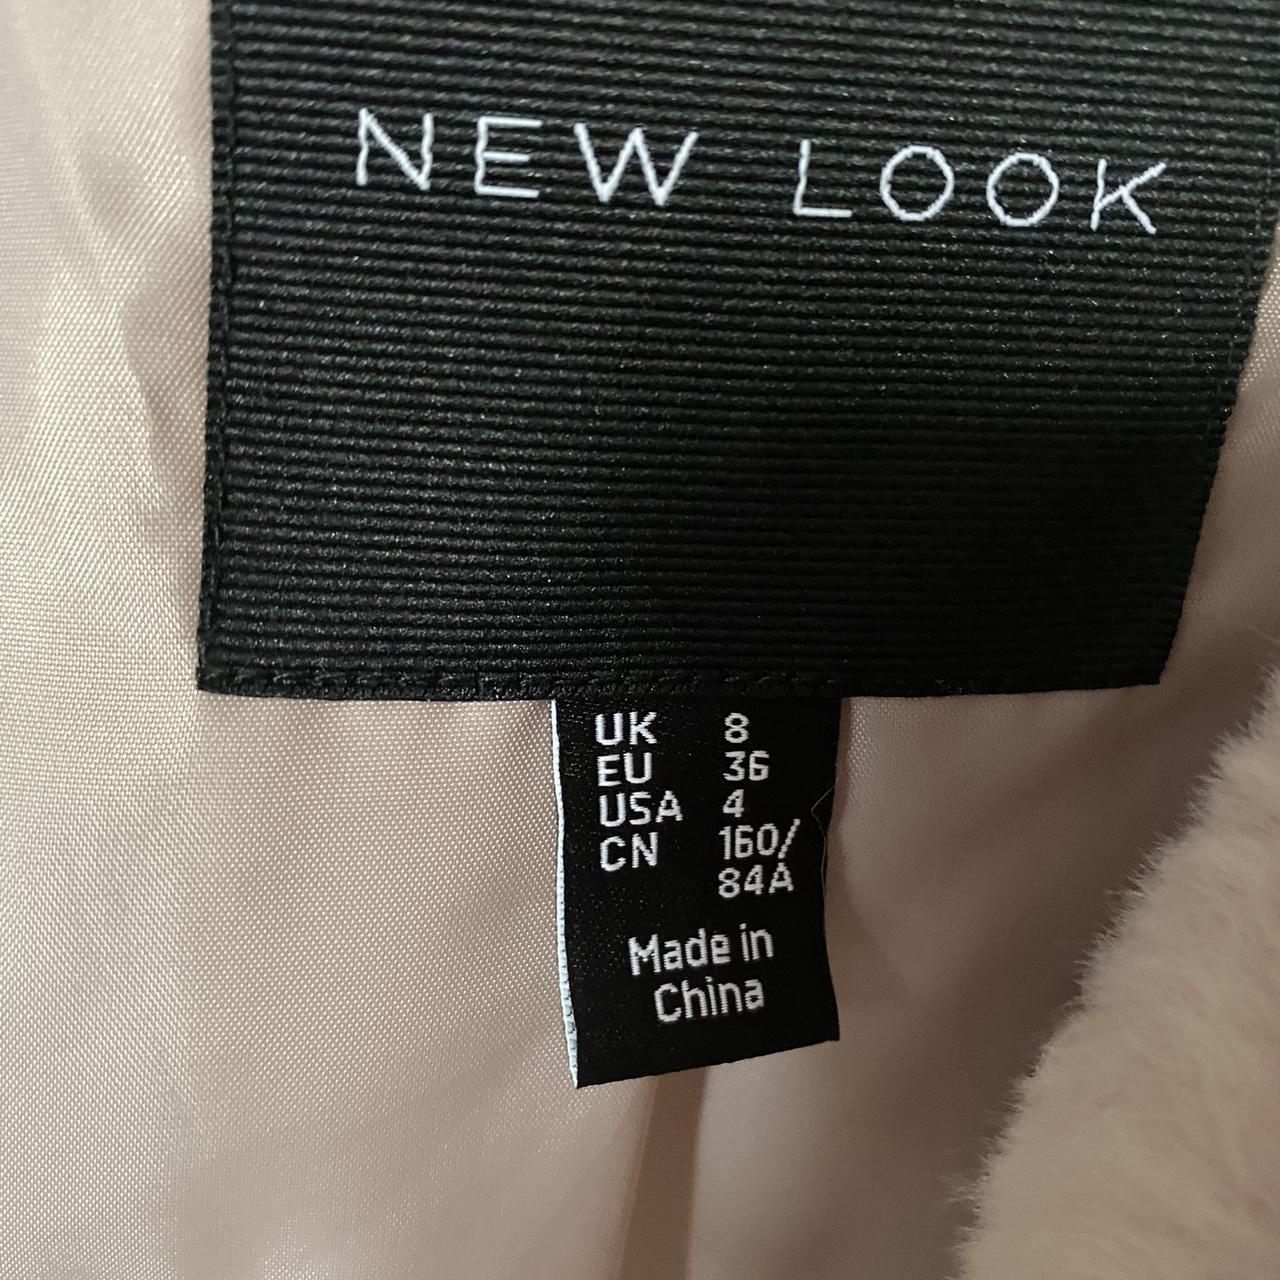 NEW LOOK
UK 8
EU 36
USA 4
CN 160/
84A
Made in
China